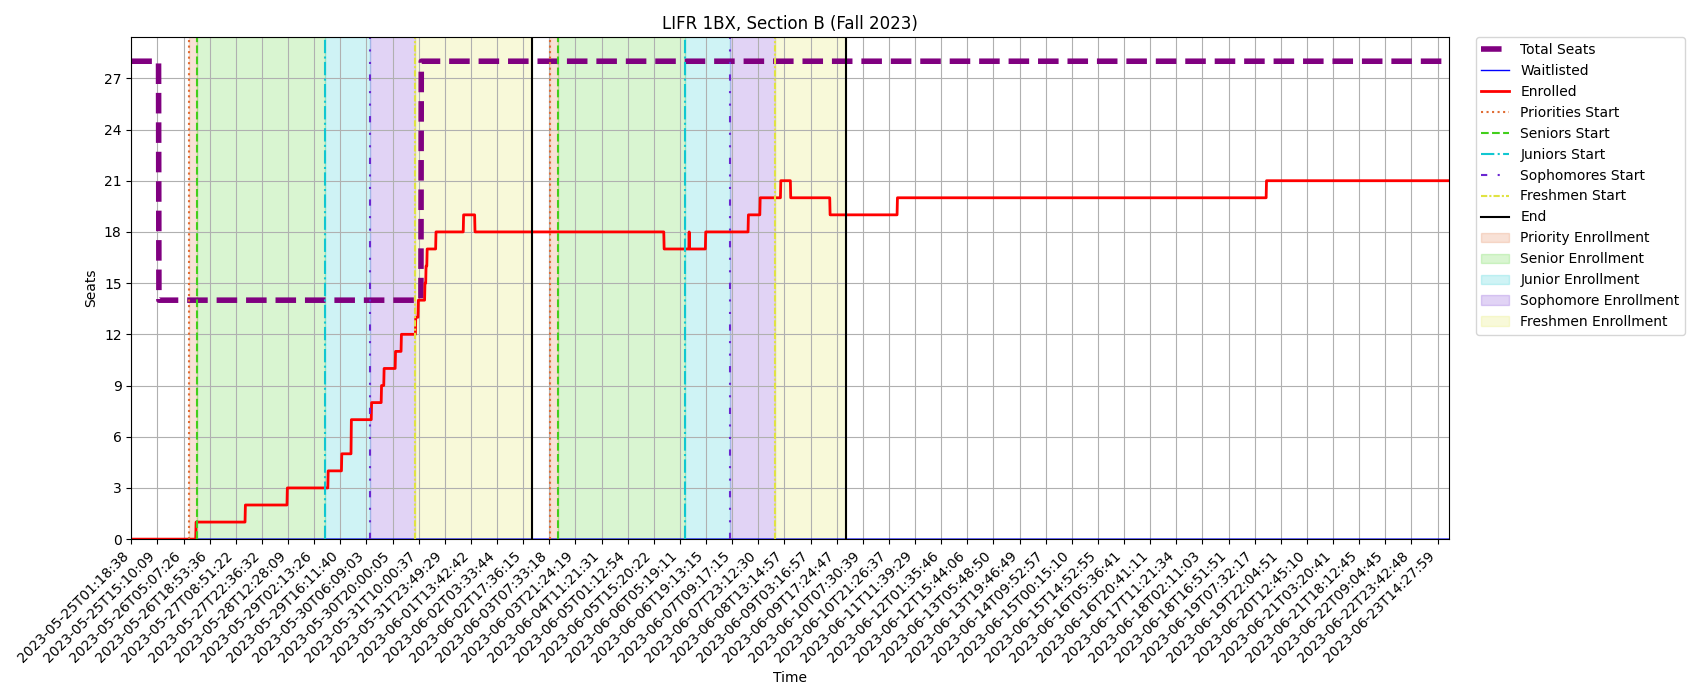 LIFR 1BX, Section B (Fall 2023)
Total Seats
Waitlisted
Enrolled
Priorities Start
Seniors Start
Juniors Start
Sophomores Start
Freshmen Start
End
Priority Enrollment
Senior Enrollment
Junior Enrollment
Sophomore Enrollment
Freshmen Enrollment
Seats
27
24
21
18
15
12
9
6
3
0
2023-05-25T01:18:38
2023-05-25T15:10:09
2023-05-26T05:07:26
2023-05-26T18:53:36
2023-05-27T08:51:22
2023-05-27T22:36:32
2023-05-28T12:28:09
2023-05-29T02:13:26
2023-05-29T16:11:40
2023-05-30T06:09:03
2023-05-30T20:00:05
2023-05-31T10:00:37
2023-05-31T23:49:29
2023-06-01T13:42:42
2023-06-02T03:33:44
2023-06-02T17:36:15
2023-06-03T07:33:18
2023-06-03T21:24:19
2023-06-04T11:21:31
2023-06-05T01:12:54
2023-06-05T15:20:22
2023-06-06T05:19:11
2023-06-06T19:13:15
2023-06-07T09:17:15
2023-06-07T23:12:30
2023-06-08T13:14:57
2023-06-09T03:16:57
2023-06-09T17:24:47
2023-06-10T07:30:39
2023-06-10T21:26:37
2023-06-11T11:39:29
2023-06-12T01:35:46
2023-06-12T15:44:06
2023-06-13T05:48:50
2023-06-13T19:46:49
2023-06-14T09:52:57
2023-06-15T00:15:10
2023-06-15T14:52:55
2023-06-16T05:36:41
2023-06-16T20:41:11
2023-06-17T11:21:34
2023-06-18T02:11:03
2023-06-18T16:51:51
2023-06-19T07:32:17
2023-06-19T22:04:51
2023-06-20T12:45:10
2023-06-21T03:20:41
2023-06-21T18:12:45
2023-06-22T09:04:45
2023-06-22T23:42:48
2023-06-23T14:27:59
Time